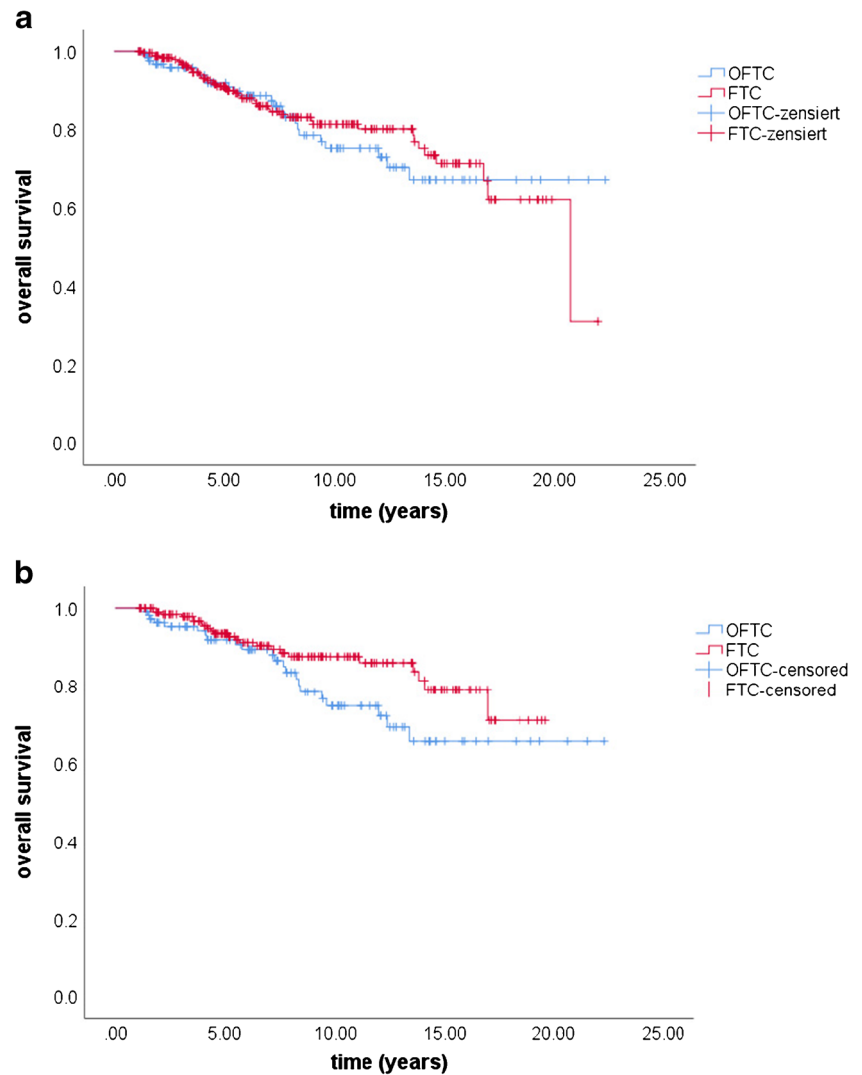 a
1.0
0.8
0.6
0.4
0.2
0.0
overall survival
.00 5.00 10.00 15.00 20.00 25.00
time (years)
OFTC
FTC
OFTC-zensiert
FTC-zensiert
b
1.0
0.8
0.6
0.4
0.2
0.0
overall survival
.00 5.00 10.00 15.00 20.00 25.00
time (years)
OFTC
FTC
OFTC-censored
FTC-censored